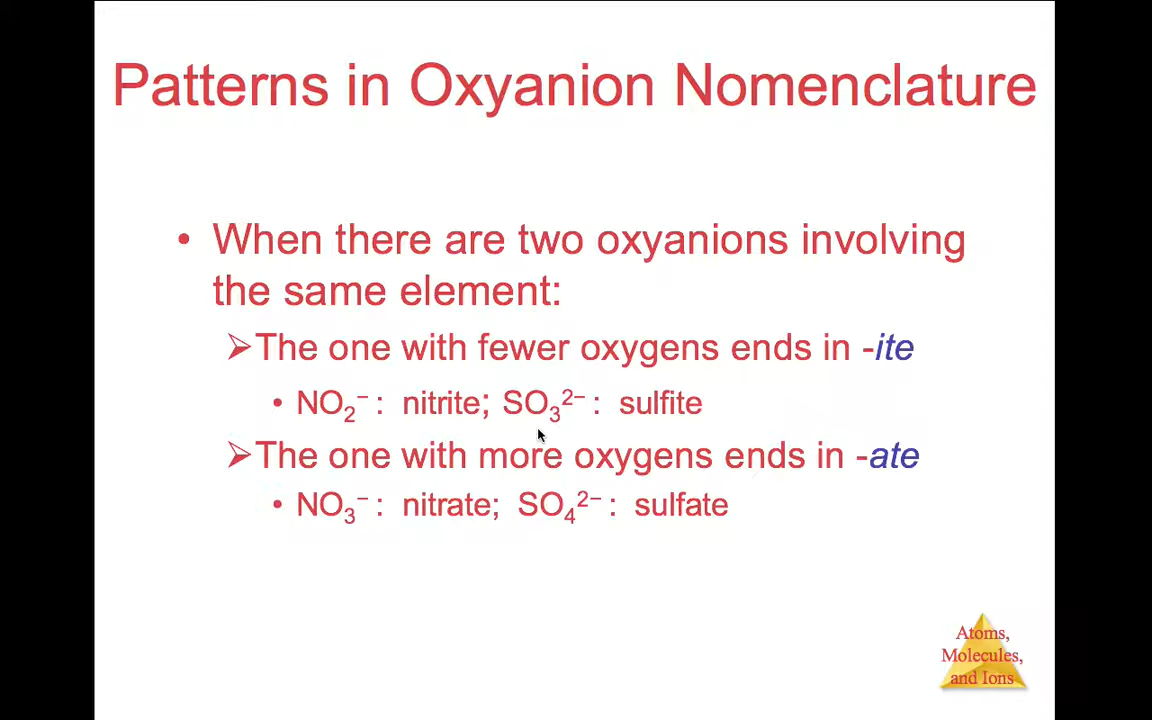 Patterns in Oxyanion Nomenclature
• When there are two oxyanions involving
the same element:
➢The one with fewer oxygens ends in -ite
• NO₂⁻ : nitrite; SO₃²⁻ : sulfite
➢The one with more oxygens ends in -ate
• NO₃⁻ : nitrate; SO₄²⁻ : sulfate
Atoms,
Molecules,
and Ions